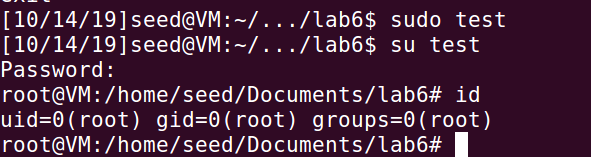 [10/14/19]seed@VM:~/.../lab6$ sudo test
[10/14/19]seed@VM:~/.../lab6$ su test
Password:
root@VM:/home/seed/Documents/lab6# id
uid=0(root) gid=0(root) groups=0(root)
root@VM:/home/seed/Documents/lab6#